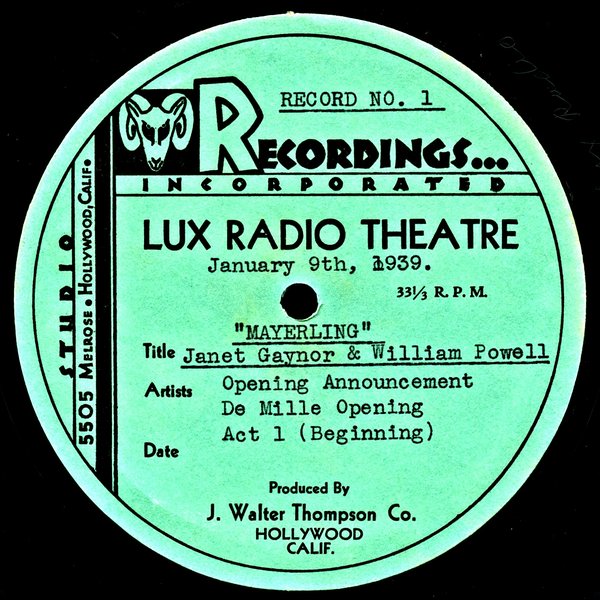 RECORD NO. 1
RECORDINGS...
INCORPORATED
LUX RADIO THEATRE
January 9th, 1939.
33⅓ R.P.M.
"MAYERLING"
Title Janet Gaynor & William Powell
Artists Opening Announcement
De Mille Opening
Act 1 (Beginning)
Date
Produced By
J. Walter Thompson Co.
HOLLYWOOD
CALIF.
STUDIO
5505 MELROSE • HOLLYWOOD, CALIF•